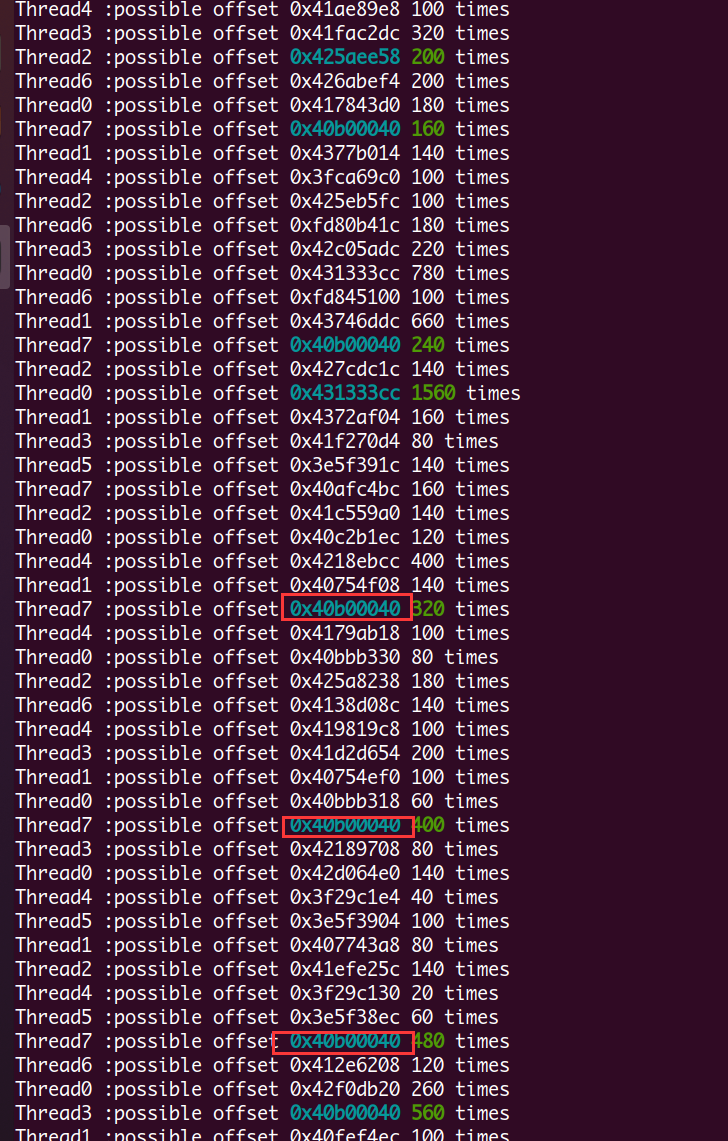 Thread4 :possible offset 0x41ae89e8 100 times
Thread3 :possible offset 0x41fac2dc 320 times
Thread2 :possible offset 0x425aee58 200 times
Thread6 :possible offset 0x426abef4 200 times
Thread0 :possible offset 0x417843d0 180 times
Thread7 :possible offset 0x40b00040 160 times
Thread1 :possible offset 0x4377b014 140 times
Thread4 :possible offset 0x3fca69c0 100 times
Thread2 :possible offset 0x425eb5fc 100 times
Thread6 :possible offset 0xfd80b41c 180 times
Thread3 :possible offset 0x42c05adc 220 times
Thread0 :possible offset 0x431333cc 780 times
Thread6 :possible offset 0xfd845100 100 times
Thread1 :possible offset 0x43746ddc 660 times
Thread7 :possible offset 0x40b00040 240 times
Thread2 :possible offset 0x427cdc1c 140 times
Thread0 :possible offset 0x431333cc 1560 times
Thread1 :possible offset 0x4372af04 160 times
Thread3 :possible offset 0x41f270d4 80 times
Thread5 :possible offset 0x3e5f391c 140 times
Thread7 :possible offset 0x40afc4bc 160 times
Thread2 :possible offset 0x41c559a0 140 times
Thread0 :possible offset 0x40c2b1ec 120 times
Thread4 :possible offset 0x4218ebcc 400 times
Thread1 :possible offset 0x40754f08 140 times
Thread7 :possible offset 0x40b00040 320 times
Thread4 :possible offset 0x4179ab18 100 times
Thread0 :possible offset 0x40bbb330 80 times
Thread2 :possible offset 0x425a8238 180 times
Thread6 :possible offset 0x4138d08c 140 times
Thread4 :possible offset 0x419819c8 100 times
Thread3 :possible offset 0x41d2d654 200 times
Thread1 :possible offset 0x40754ef0 100 times
Thread0 :possible offset 0x40bbb318 60 times
Thread7 :possible offset 0x40b00040 400 times
Thread3 :possible offset 0x42189708 80 times
Thread0 :possible offset 0x42d064e0 140 times
Thread4 :possible offset 0x3f29c1e4 40 times
Thread5 :possible offset 0x3e5f3904 100 times
Thread1 :possible offset 0x407743a8 80 times
Thread2 :possible offset 0x41efe25c 140 times
Thread4 :possible offset 0x3f29c130 20 times
Thread5 :possible offset 0x3e5f38ec 60 times
Thread7 :possible offset 0x40b00040 480 times
Thread6 :possible offset 0x412e6208 120 times
Thread0 :possible offset 0x42f0db20 260 times
Thread3 :possible offset 0x40b00040 560 times
Thread1 :possible offset 0x40fef4ec 100 times